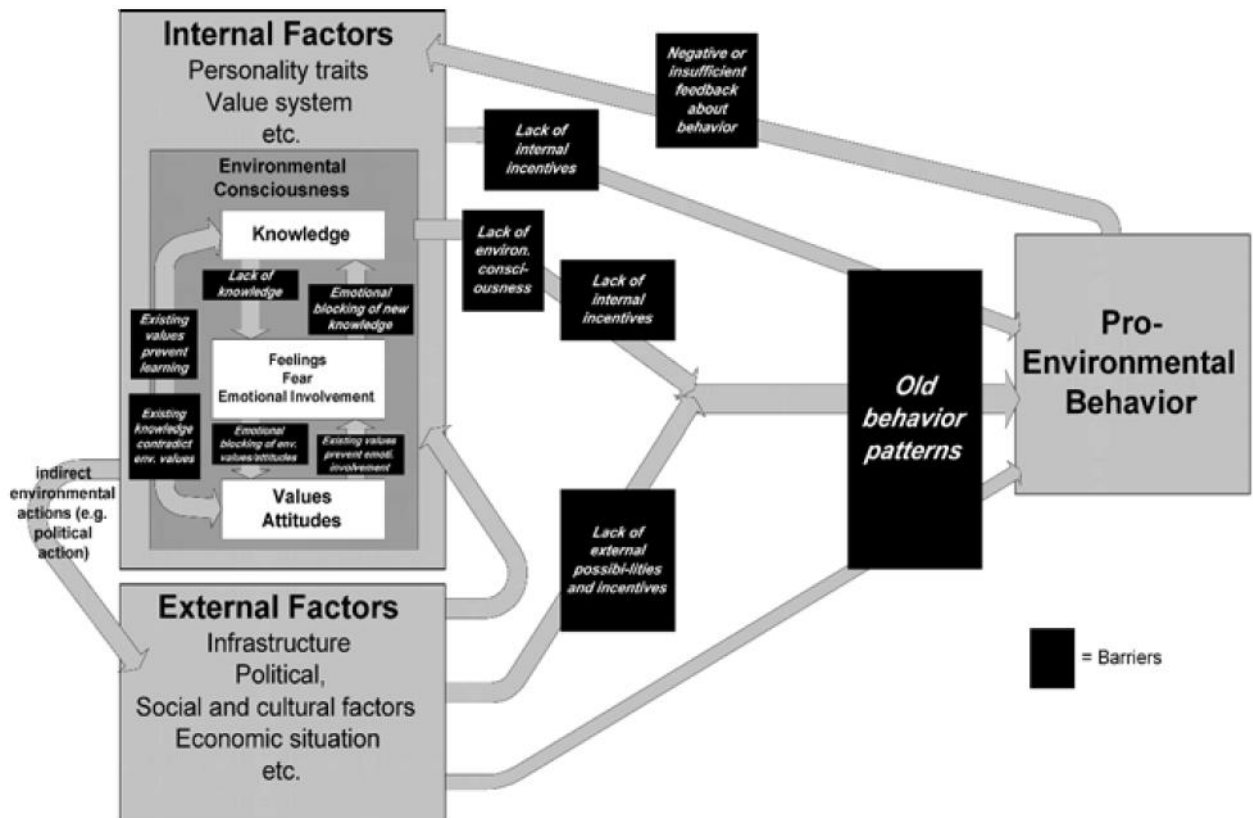 Internal Factors
Personality traits
Value system
etc.
Environmental
Consciousness
Knowledge
Lack of
knowledge
Emotional
blocking of new
knowledge
Existing
values
prevent
learning
Feelings
Fear
Emotional Involvement
Existing
knowledge
contradict
env. values
Emotional
blocking of env.
values/attitudes
Existing values
prevent emoti.
involvement
Values
Attitudes
indirect
environmental
actions (e.g.
political
action)
External Factors
Infrastructure
Political,
Social and cultural factors
Economic situation
etc.
Negative or
insufficient
feedback
about
behavior
Lack of
internal
incentives
Lack of
environ.
consci-
ousness
Lack of
internal
incentives
Lack of
external
possibi-lities
and incentives
Old
behavior
patterns
Pro-
Environmental
Behavior
= Barriers